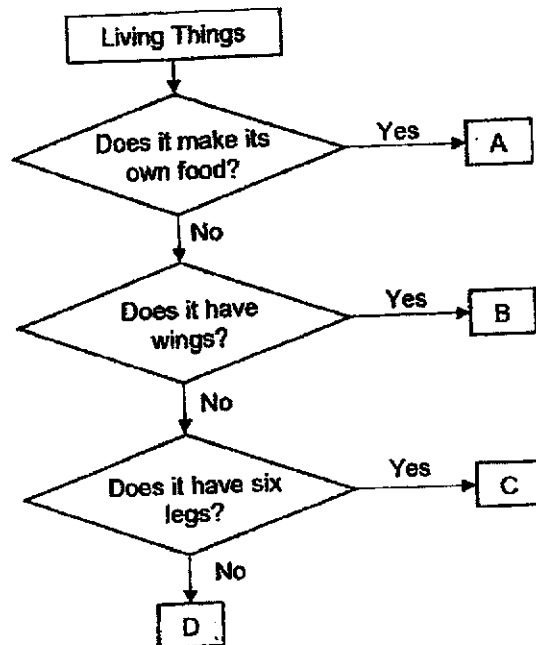 Living Things
Does it make its
own food?
Yes
A
No
Does it have
wings?
Yes
B
No
Does it have six
legs?
Yes
C
No
D